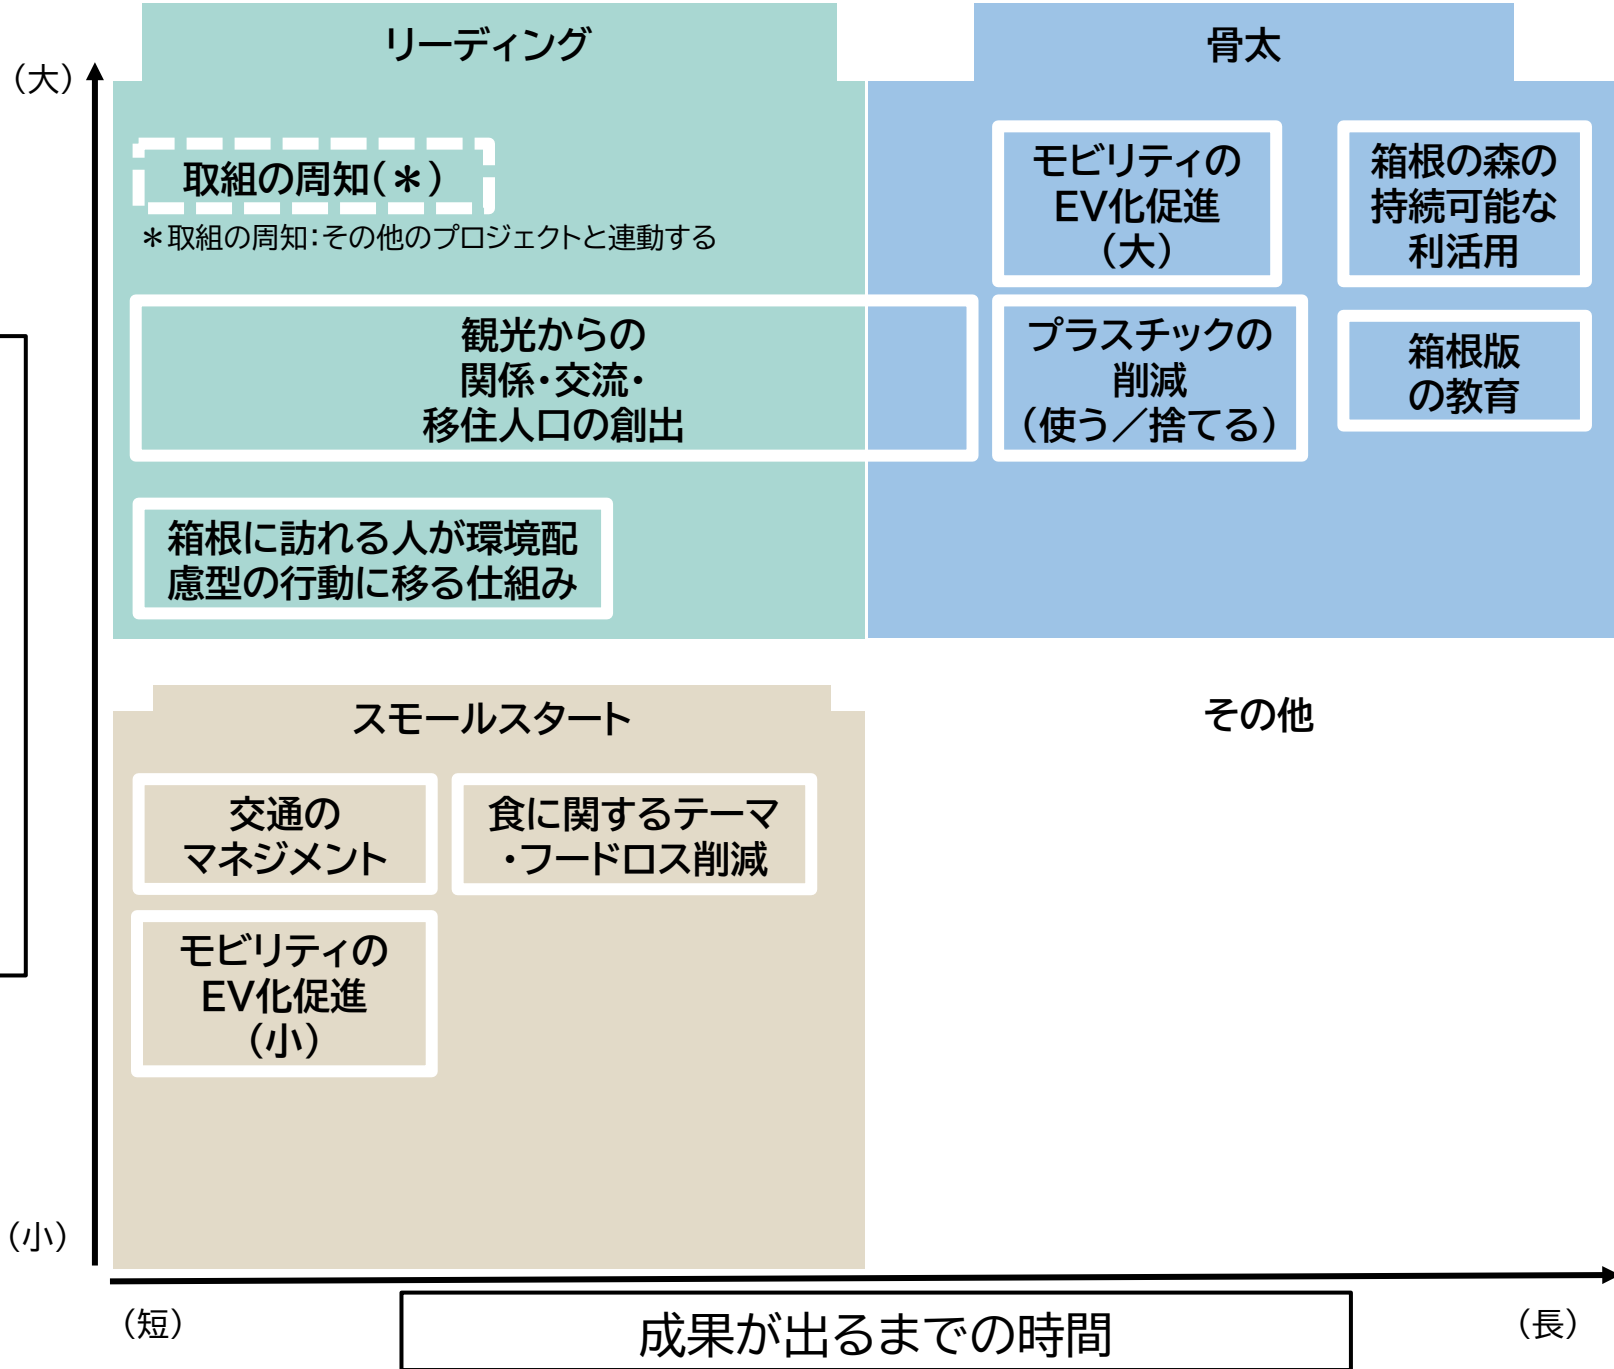 リーディング
骨太
（大）
取組の周知（＊）
＊取組の周知：その他のプロジェクトと連動する
モビリティの
EV化促進
（大）
箱根の森の
持続可能な
利活用
観光からの
関係・交流・
移住人口の創出
プラスチックの
削減
（使う／捨てる）
箱根版
の教育
箱根に訪れる人が環境配
慮型の行動に移る仕組み
スモールスタート
その他
交通の
マネジメント
食に関するテーマ
・フードロス削減
モビリティの
EV化促進
（小）
（小）
（短）
成果が出るまでの時間
（長）